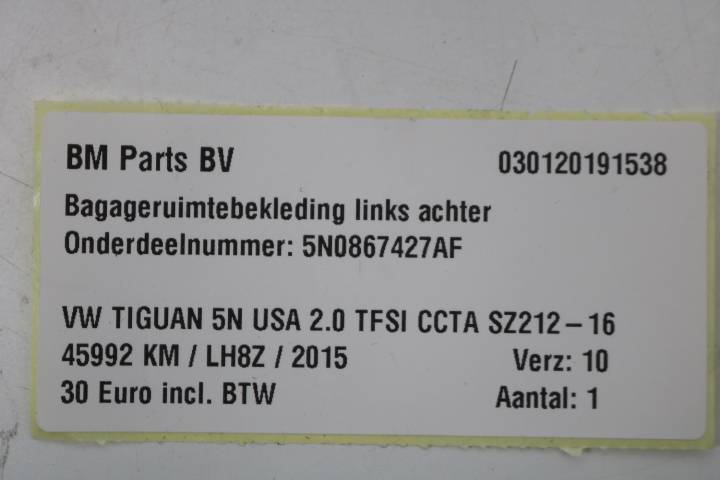 BM Parts BV 030120191538
Bagageruimtebekleding links achter
Onderdeelnummer: 5N0867427AF
VW TIGUAN 5N USA 2.0 TFSI CCTA SZ212-16
45992 KM / LH8Z / 2015 Verz: 10
30 Euro incl. BTW Aantal: 1